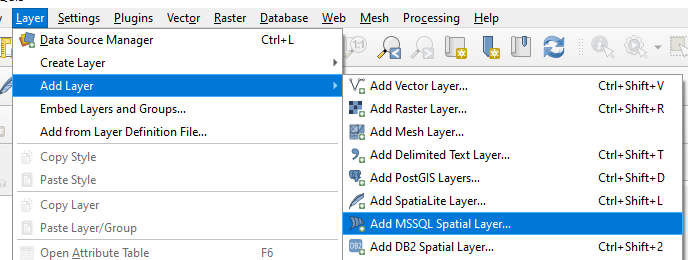 Layer Settings Plugins Vector Raster Database Web Mesh Processing Help
Data Source Manager Ctrl+L
Create Layer
Add Layer
Embed Layers and Groups...
Add from Layer Definition File...
Copy Style
Paste Style
Copy Layer
Paste Layer/Group
Open Attribute Table F6
Add Vector Layer... Ctrl+Shift+V
Add Raster Layer... Ctrl+Shift+R
Add Mesh Layer...
Add Delimited Text Layer... Ctrl+Shift+T
Add PostGIS Layers... Ctrl+Shift+D
Add SpatiaLite Layer... Ctrl+Shift+L
Add MSSQL Spatial Layer...
DB2 Add DB2 Spatial Layer... Ctrl+Shift+2